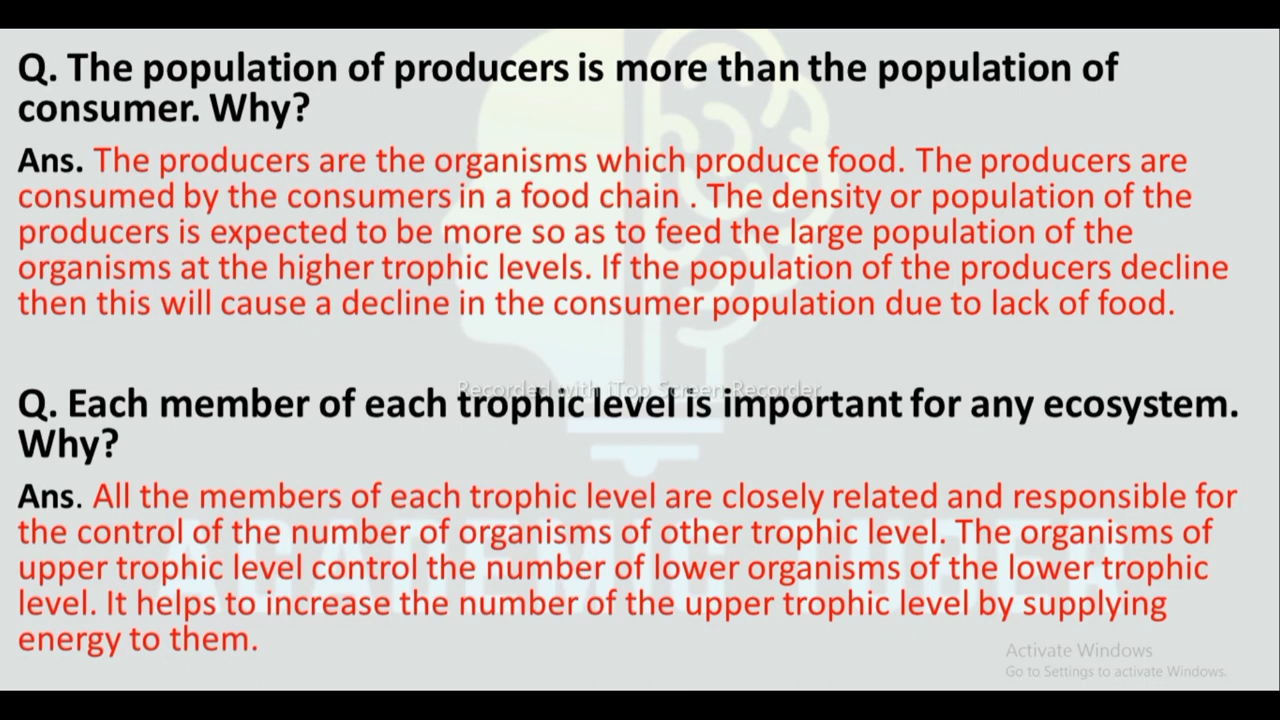 Q. The population of producers is more than the population of
consumer. Why?
Ans. The producers are the organisms which produce food. The producers are
consumed by the consumers in a food chain . The density or population of the
producers is expected to be more so as to feed the large population of the
organisms at the higher trophic levels. If the population of the producers decline
then this will cause a decline in the consumer population due to lack of food.
Recorded with iTop Screen Recorder
Q. Each member of each trophic level is important for any ecosystem.
Why?
Ans. All the members of each trophic level are closely related and responsible for
the control of the number of organisms of other trophic level. The organisms of
upper trophic level control the number of lower organisms of the lower trophic
level. It helps to increase the number of the upper trophic level by supplying
energy to them.
Activate Windows
Go to Settings to activate Windows.